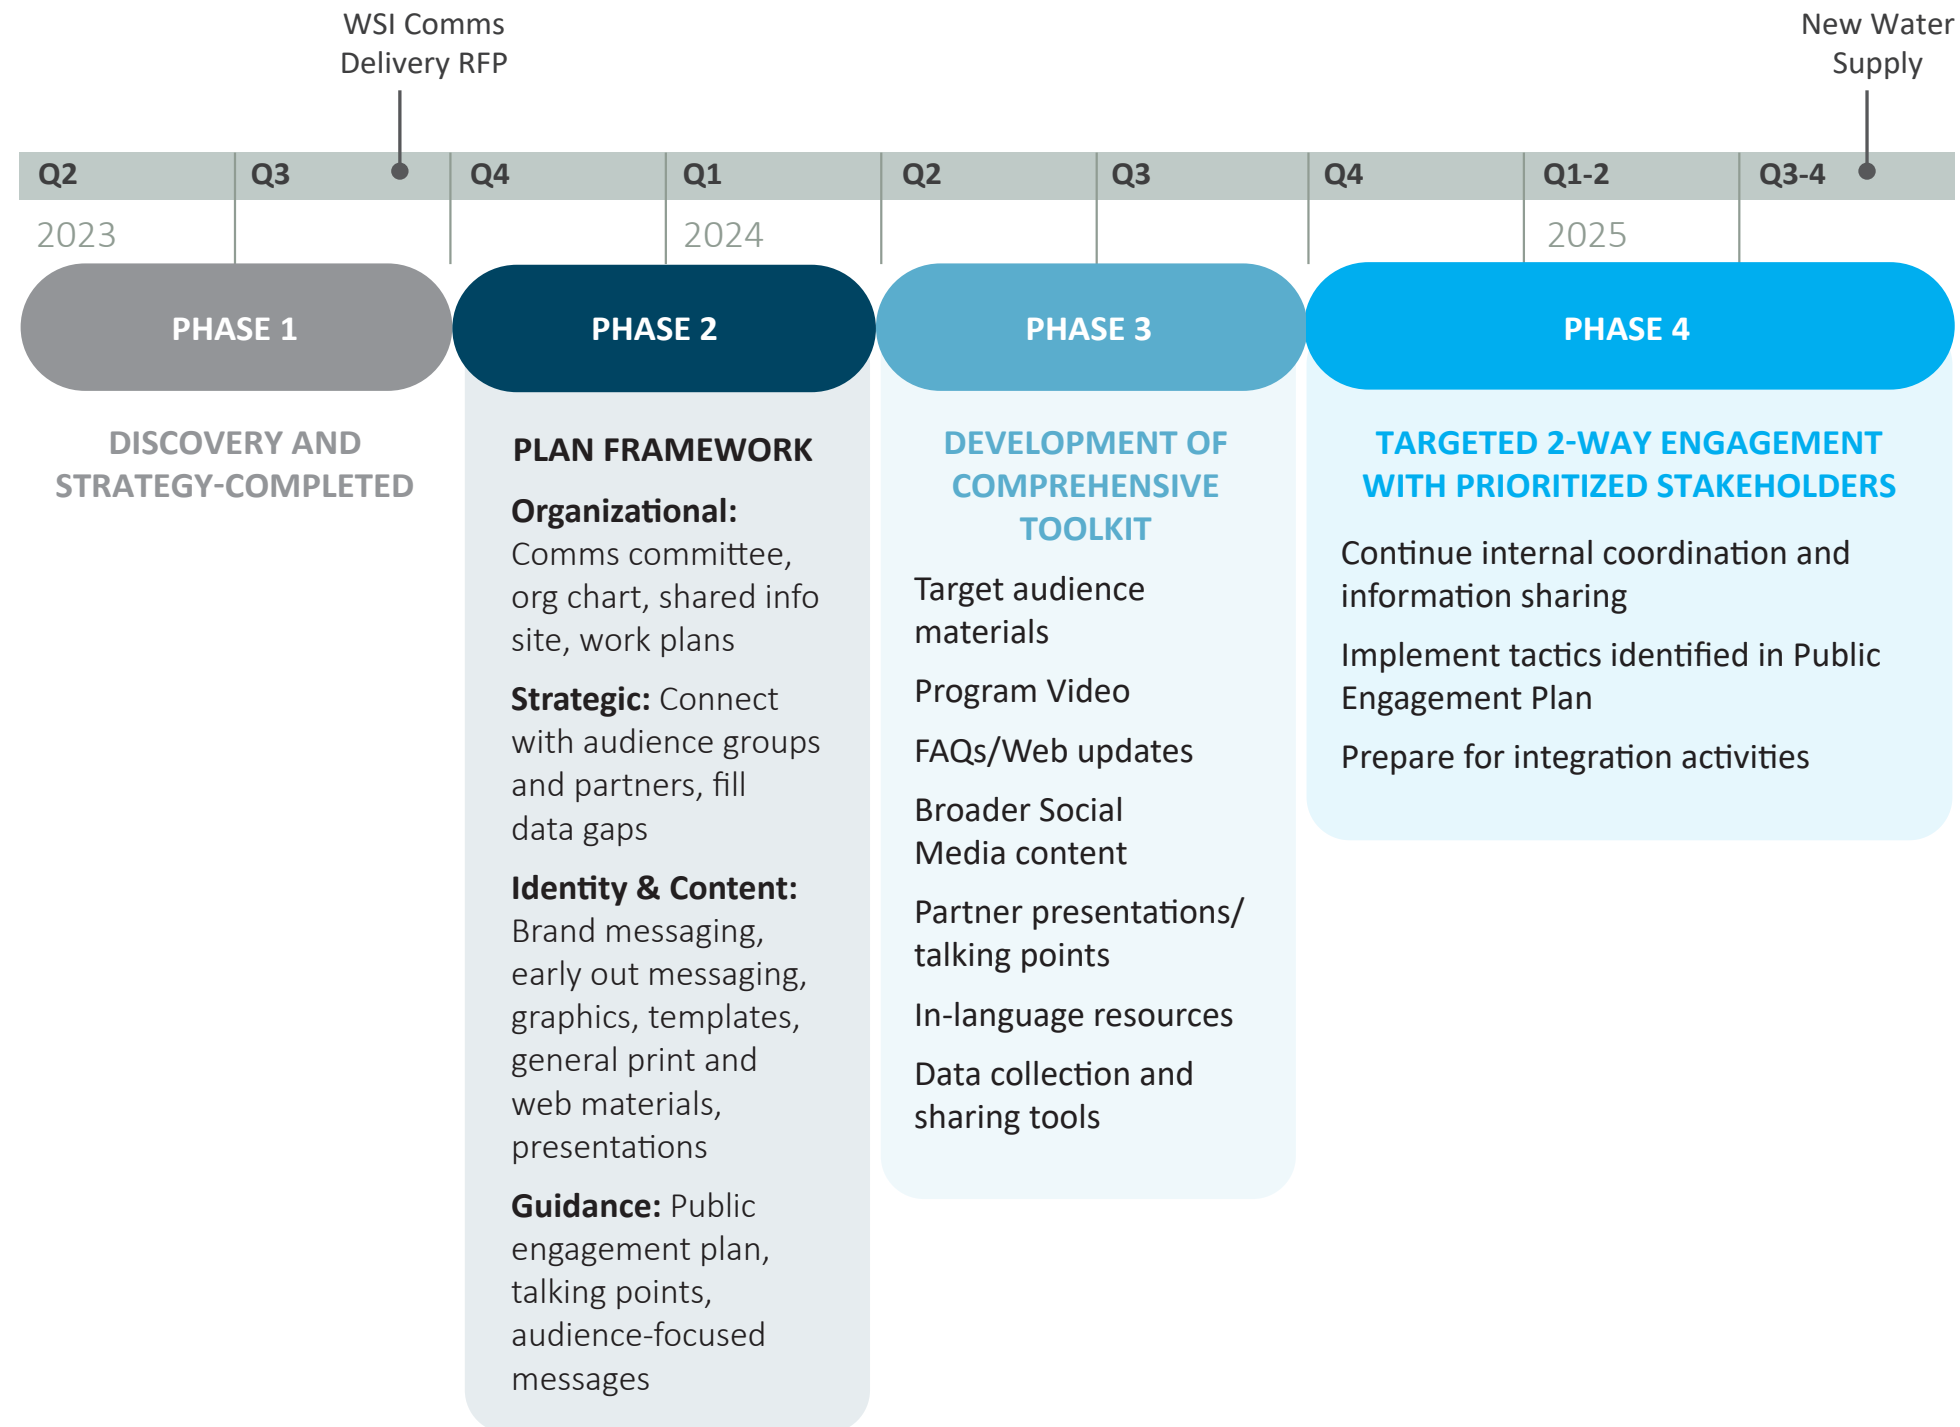 WSI Comms
Delivery RFP
New Water
Supply
Q2
Q3
Q4
Q1
Q2
Q3
Q4
Q1-2
Q3-4
2023
2024
2025
PHASE 1
PHASE 2
PHASE 3
PHASE 4
DISCOVERY AND
STRATEGY-COMPLETED
PLAN FRAMEWORK
Organizational:
Comms committee,
org chart, shared info
site, work plans
Strategic: Connect
with audience groups
and partners, fill
data gaps
Identity & Content:
Brand messaging,
early out messaging,
graphics, templates,
general print and
web materials,
presentations
Guidance: Public
engagement plan,
talking points,
audience-focused
messages
DEVELOPMENT OF
COMPREHENSIVE
TOOLKIT
Target audience
materials
Program Video
FAQs/Web updates
Broader Social
Media content
Partner presentations/
talking points
In-language resources
Data collection and
sharing tools
TARGETED 2-WAY ENGAGEMENT
WITH PRIORITIZED STAKEHOLDERS
Continue internal coordination and
information sharing
Implement tactics identified in Public
Engagement Plan
Prepare for integration activities